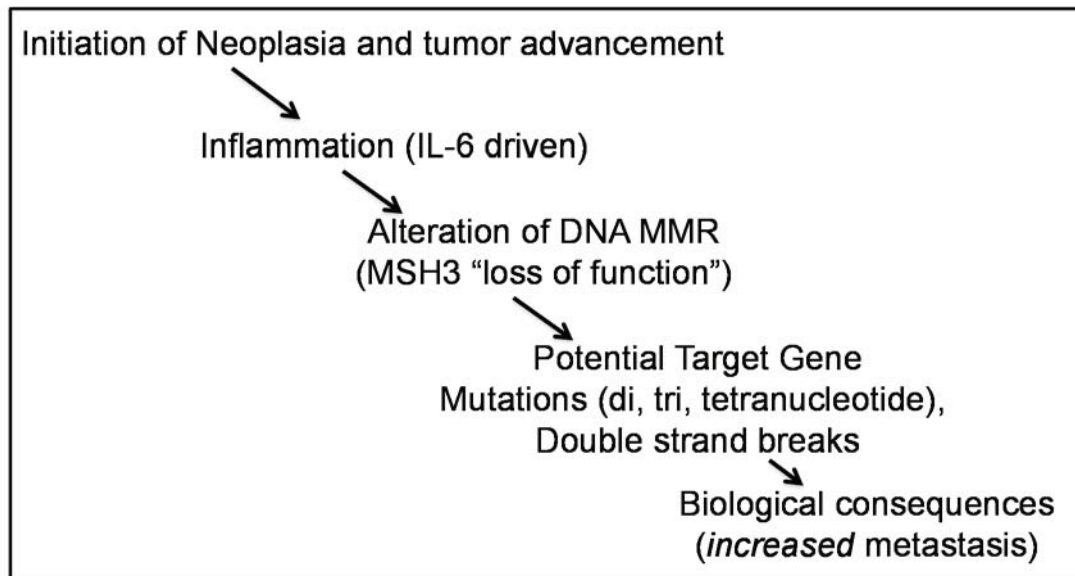 Initiation of Neoplasia and tumor advancement
Inflammation (IL-6 driven)
Alteration of DNA MMR
(MSH3 “loss of function”)
Potential Target Gene
Mutations (di, tri, tetranucleotide),
Double strand breaks
Biological consequences
(increased metastasis)